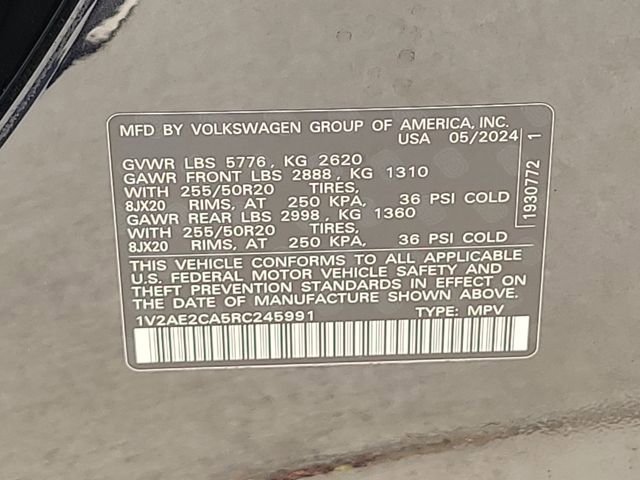 MFD BY VOLKSWAGEN GROUP OF AMERICA, INC.
USA 05/2024
GVWR LBS 5776, KG 2620
GAWR FRONT LBS 2888, KG 1310
WITH 255/50R20 TIRES,
8JX20 RIMS, AT 250 KPA, 36 PSI COLD
GAWR REAR LBS 2998, KG 1360
WITH 255/50R20 TIRES,
8JX20 RIMS, AT 250 KPA, 36 PSI COLD
THIS VEHICLE CONFORMS TO ALL APPLICABLE
U.S. FEDERAL MOTOR VEHICLE SAFETY AND
THEFT PREVENTION STANDARDS IN EFFECT ON
THE DATE OF MANUFACTURE SHOWN ABOVE.
1V2AE2CA5RC245991 TYPE: MPV
1930772 1